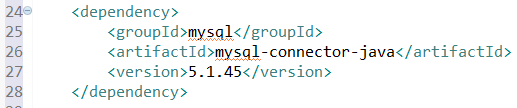 24 <dependency>
25 <groupId>mysql</groupId>
26 <artifactId>mysql-connector-java</artifactId>
27 <version>5.1.45</version>
28 </dependency>